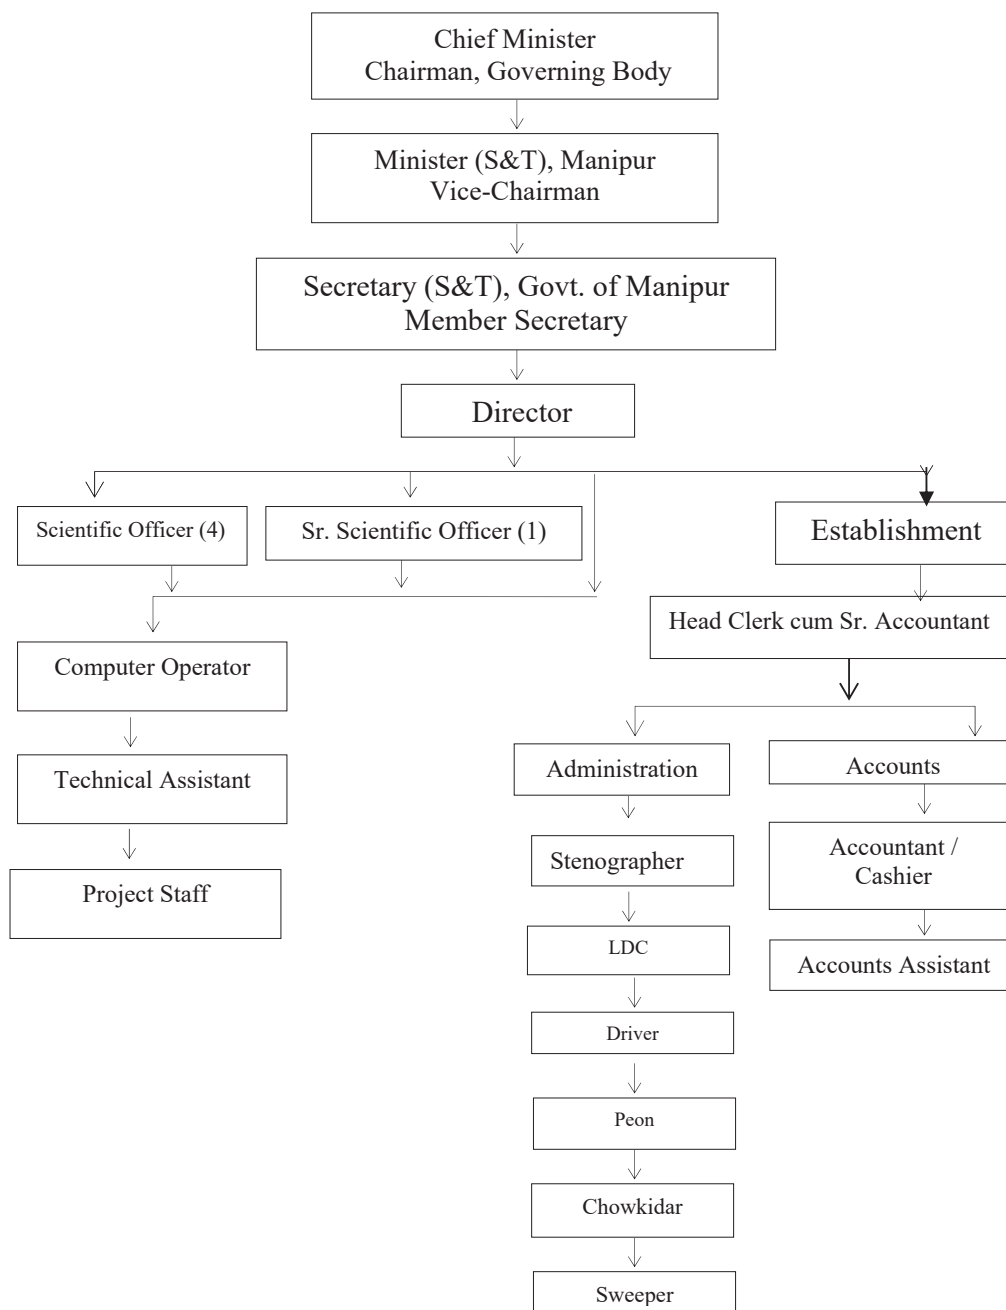 Chief Minister
Chairman, Governing Body
Minister (S&T), Manipur
Vice-Chairman
Secretary (S&T), Govt. of Manipur
Member Secretary
Director
Scientific Officer (4)
Sr. Scientific Officer (1)
Establishment
Head Clerk cum Sr. Accountant
Computer Operator
Technical Assistant
Project Staff
Administration
Accounts
Stenographer
Accountant /
Cashier
LDC
Accounts Assistant
Driver
Peon
Chowkidar
Sweeper